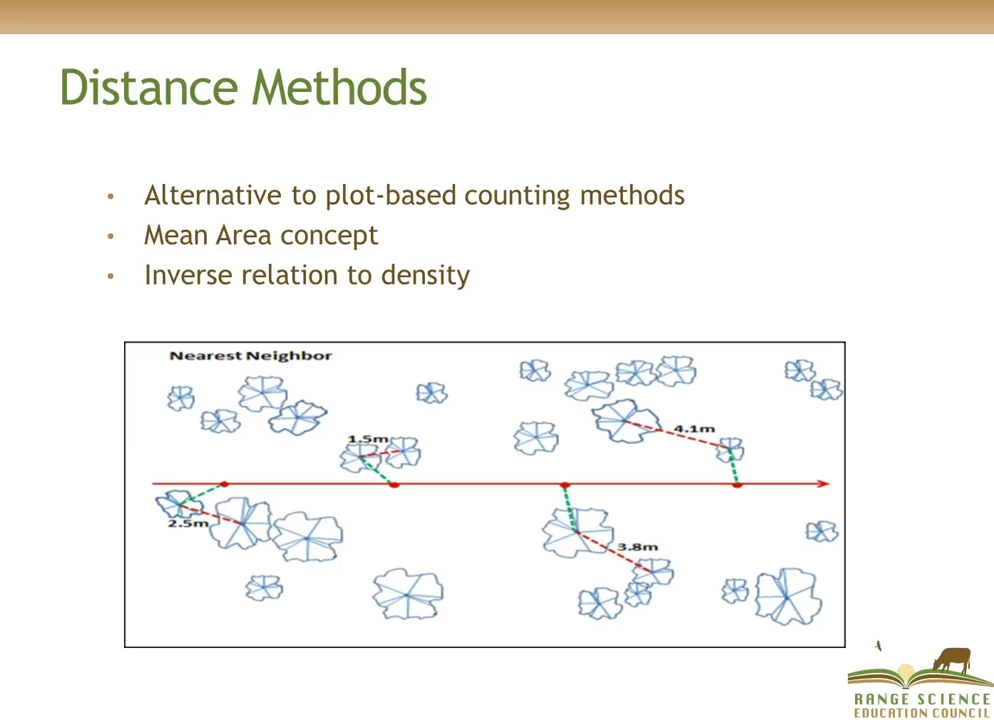 Distance Methods
• Alternative to plot-based counting methods
• Mean Area concept
• Inverse relation to density
Nearest Neighbor
1.5m
4.1m
2.5m
3.8m
RANGE SCIENCE
EDUCATION COUNCIL